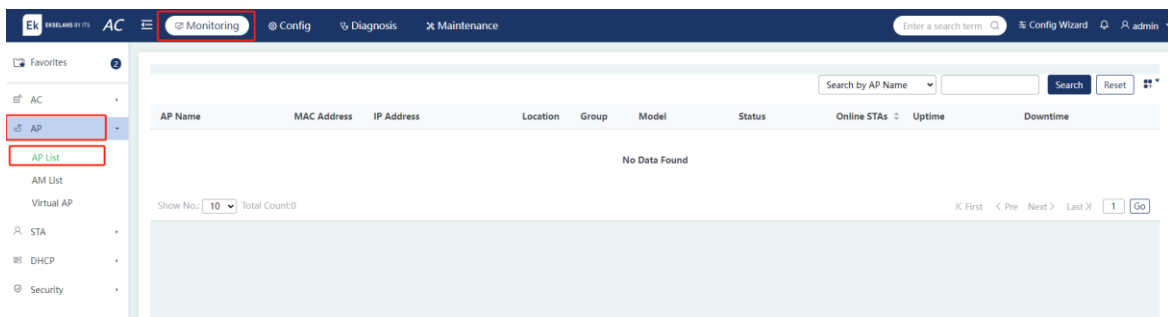 Ek EKSELANS BY ITS AC Monitoring Config Diagnosis Maintenance Enter a search term Config Wizard admin
Favorites 2
Search by AP Name Search Reset
AC
AP Name MAC Address IP Address Location Group Model Status Online STAs Uptime Downtime
AP
AP List
No Data Found
AM List
Virtual AP
Show No.: 10 Total Count:0 First < Pre Next > Last 1 Go
STA
DHCP
Security